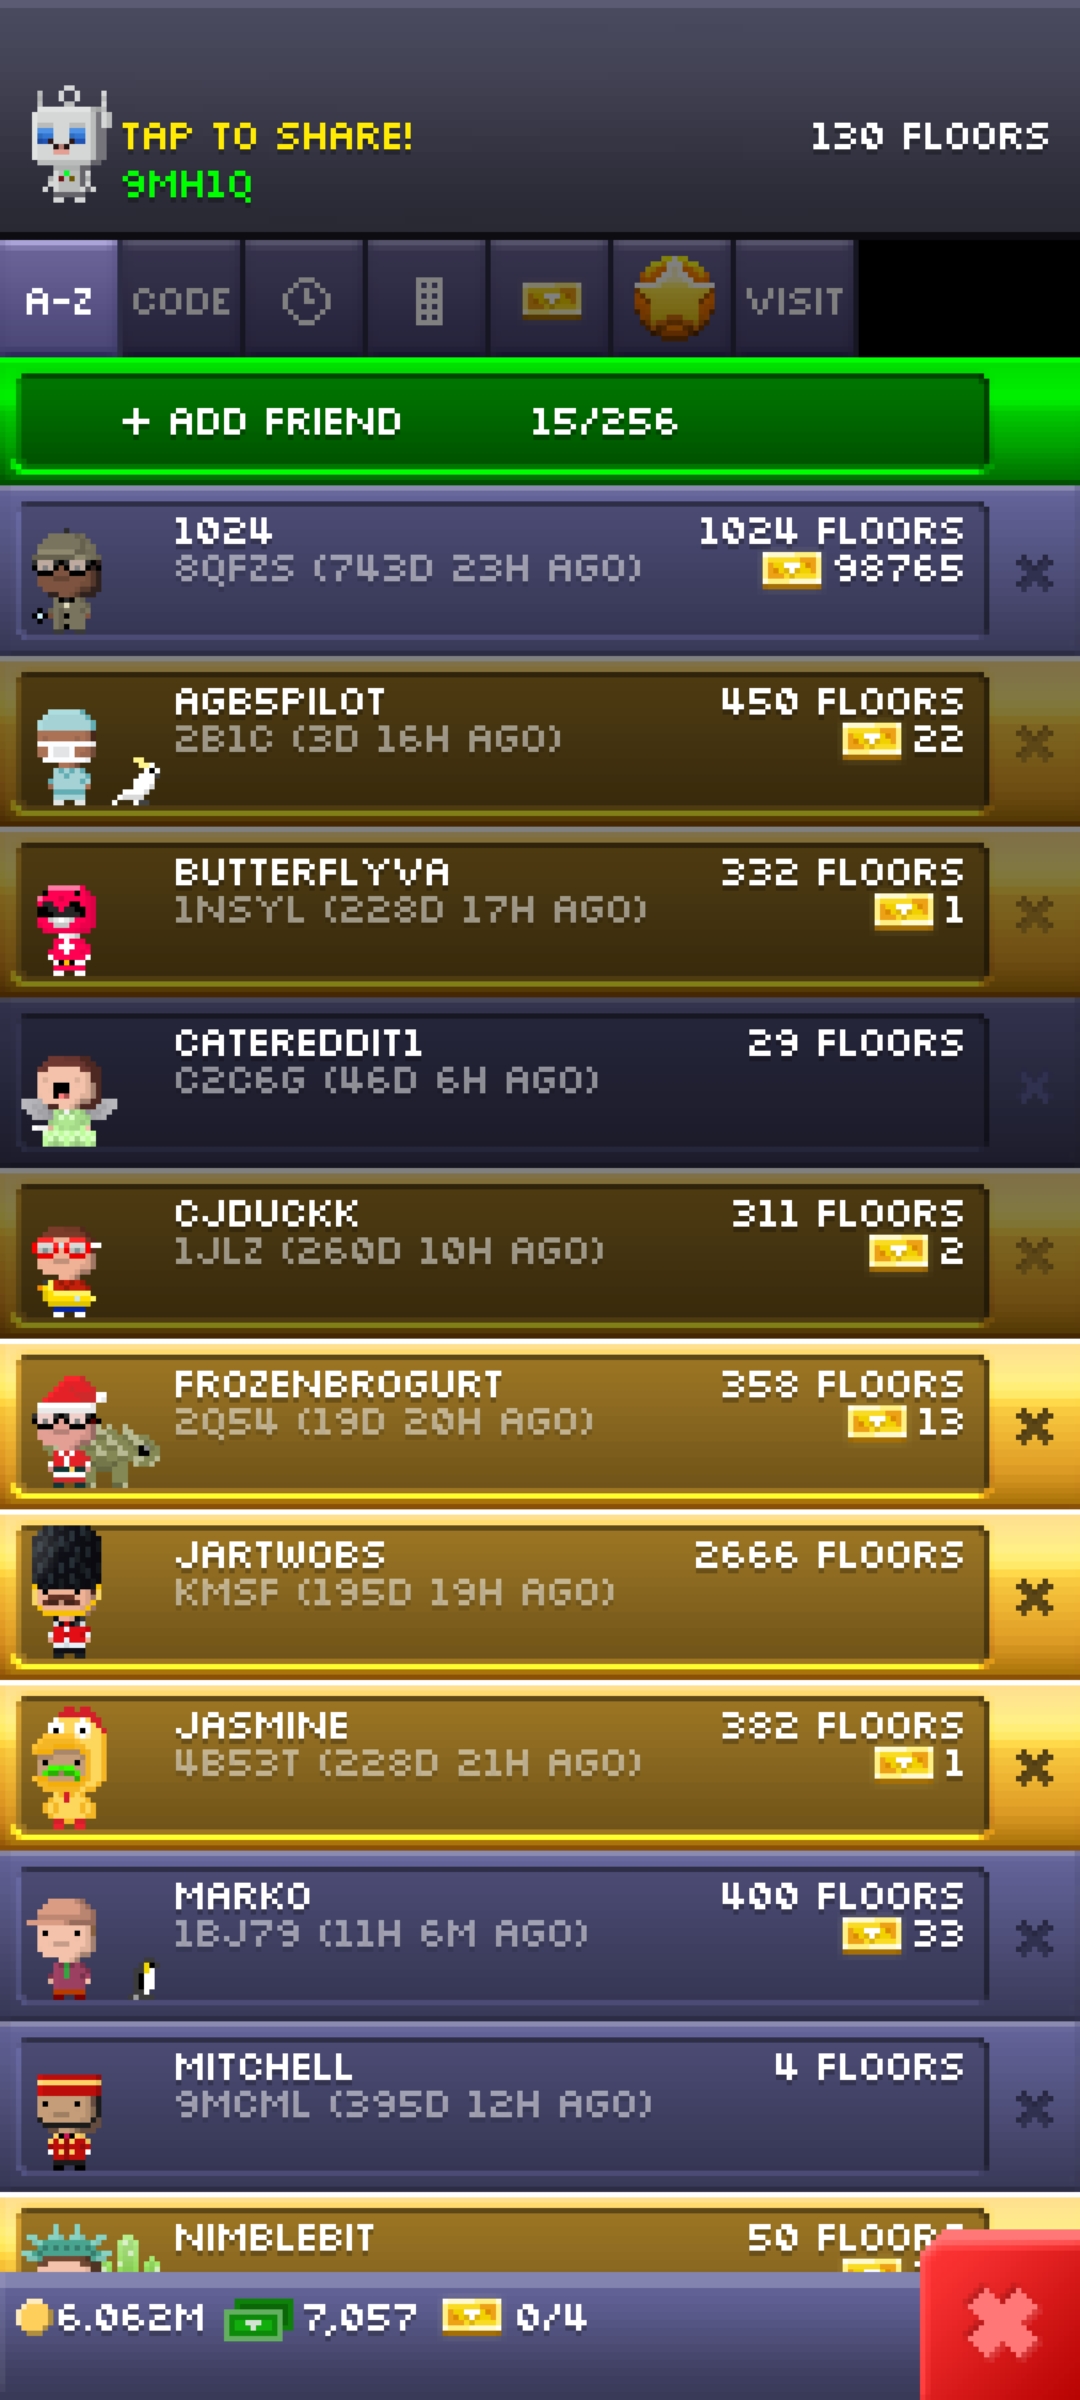 TAP TO SHARE!
130 FLOORS
9MH1Q
A-Z CODE VISIT
+ ADD FRIEND 15/256
1024 1024 FLOORS
8QFZS (743D 23H AGO) 98765
AGB5PILOT 450 FLOORS
2B1C (3D 16H AGO) 22
BUTTERFLYVA 332 FLOORS
1NSYL (228D 17H AGO) 1
CATEREDDIT1 29 FLOORS
C2C6G (46D 6H AGO)
CJDUCKK 311 FLOORS
1JLZ (260D 10H AGO) 2
FROZENBROGURT 358 FLOORS
2Q54 (19D 20H AGO) 13
JARTWOBS 2666 FLOORS
KMSF (195D 19H AGO)
JASMINE 382 FLOORS
4B53T (228D 21H AGO) 1
MARKO 400 FLOORS
1BJ79 (11H 6M AGO) 33
MITCHELL 4 FLOORS
9MCML (395D 12H AGO)
NIMBLEBIT 50 FLOORS
6.062M 7,057 0/4